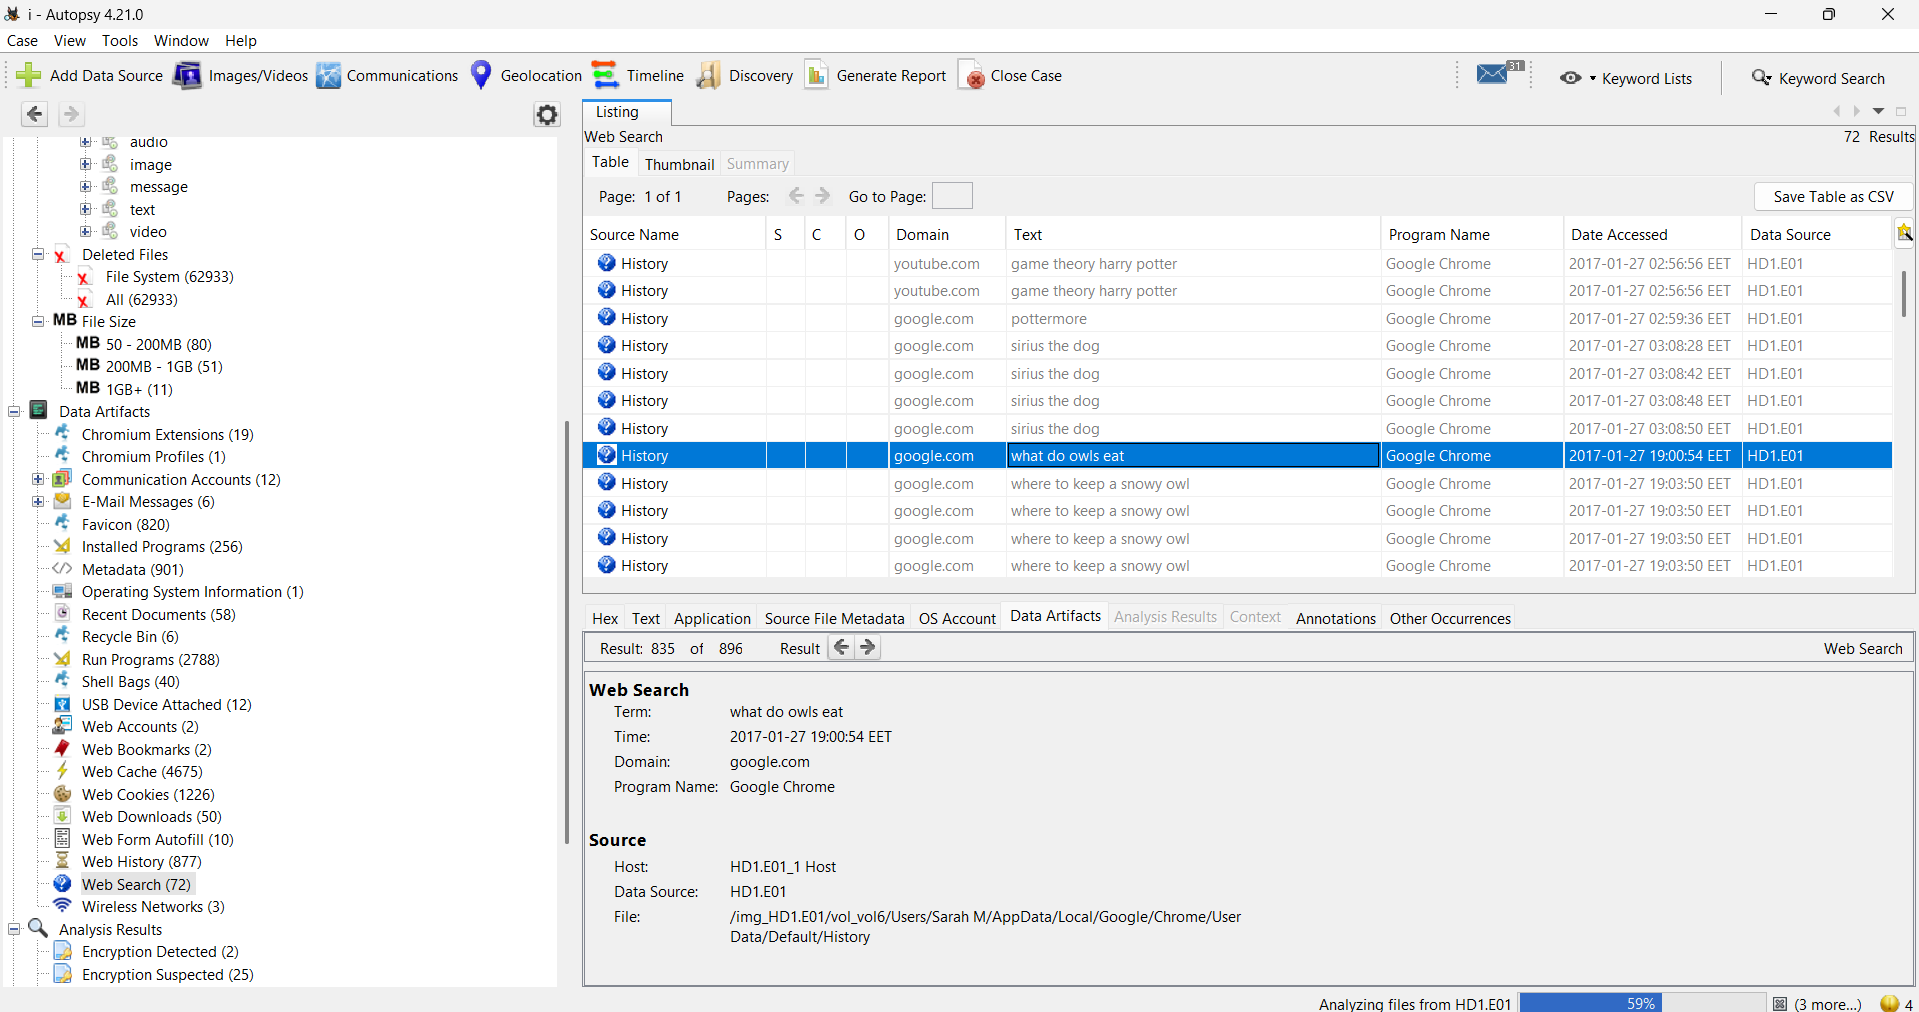 i - Autopsy 4.21.0
Case View Tools Window Help
Add Data Source Images/Videos Communications Geolocation Timeline Discovery Generate Report Close Case 31 Keyword Lists Keyword Search
audio
image
message
text
video
Deleted Files
File System (62933)
All (62933)
MB File Size
MB 50 - 200MB (80)
MB 200MB - 1GB (51)
MB 1GB+ (11)
Data Artifacts
Chromium Extensions (19)
Chromium Profiles (1)
Communication Accounts (12)
E-Mail Messages (6)
Favicon (820)
Installed Programs (256)
Metadata (901)
Operating System Information (1)
Recent Documents (58)
Recycle Bin (6)
Run Programs (2788)
Shell Bags (40)
USB Device Attached (12)
Web Accounts (2)
Web Bookmarks (2)
Web Cache (4675)
Web Cookies (1226)
Web Downloads (50)
Web Form Autofill (10)
Web History (877)
Web Search (72)
Wireless Networks (3)
Analysis Results
Encryption Detected (2)
Encryption Suspected (25)
Listing
Web Search 72 Results
Table Thumbnail Summary
Page: 1 of 1 Pages: Go to Page: Save Table as CSV
Source Name S C O Domain Text Program Name Date Accessed Data Source
History youtube.com game theory harry potter Google Chrome 2017-01-27 02:56:56 EET HD1.E01
History youtube.com game theory harry potter Google Chrome 2017-01-27 02:56:56 EET HD1.E01
History google.com pottermore Google Chrome 2017-01-27 02:59:36 EET HD1.E01
History google.com sirius the dog Google Chrome 2017-01-27 03:08:28 EET HD1.E01
History google.com sirius the dog Google Chrome 2017-01-27 03:08:42 EET HD1.E01
History google.com sirius the dog Google Chrome 2017-01-27 03:08:48 EET HD1.E01
History google.com sirius the dog Google Chrome 2017-01-27 03:08:50 EET HD1.E01
History google.com what do owls eat Google Chrome 2017-01-27 19:00:54 EET HD1.E01
History google.com where to keep a snowy owl Google Chrome 2017-01-27 19:03:50 EET HD1.E01
History google.com where to keep a snowy owl Google Chrome 2017-01-27 19:03:50 EET HD1.E01
History google.com where to keep a snowy owl Google Chrome 2017-01-27 19:03:50 EET HD1.E01
History google.com where to keep a snowy owl Google Chrome 2017-01-27 19:03:50 EET HD1.E01
Hex Text Application Source File Metadata OS Account Data Artifacts Analysis Results Context Annotations Other Occurrences
Result: 835 of 896 Result Web Search
Web Search
Term: what do owls eat
Time: 2017-01-27 19:00:54 EET
Domain: google.com
Program Name: Google Chrome
Source
Host: HD1.E01_1 Host
Data Source: HD1.E01
File: /img_HD1.E01/vol_vol6/Users/Sarah M/AppData/Local/Google/Chrome/User
Data/Default/History
Analyzing files from HD1.E01 59% (3 more...) 4